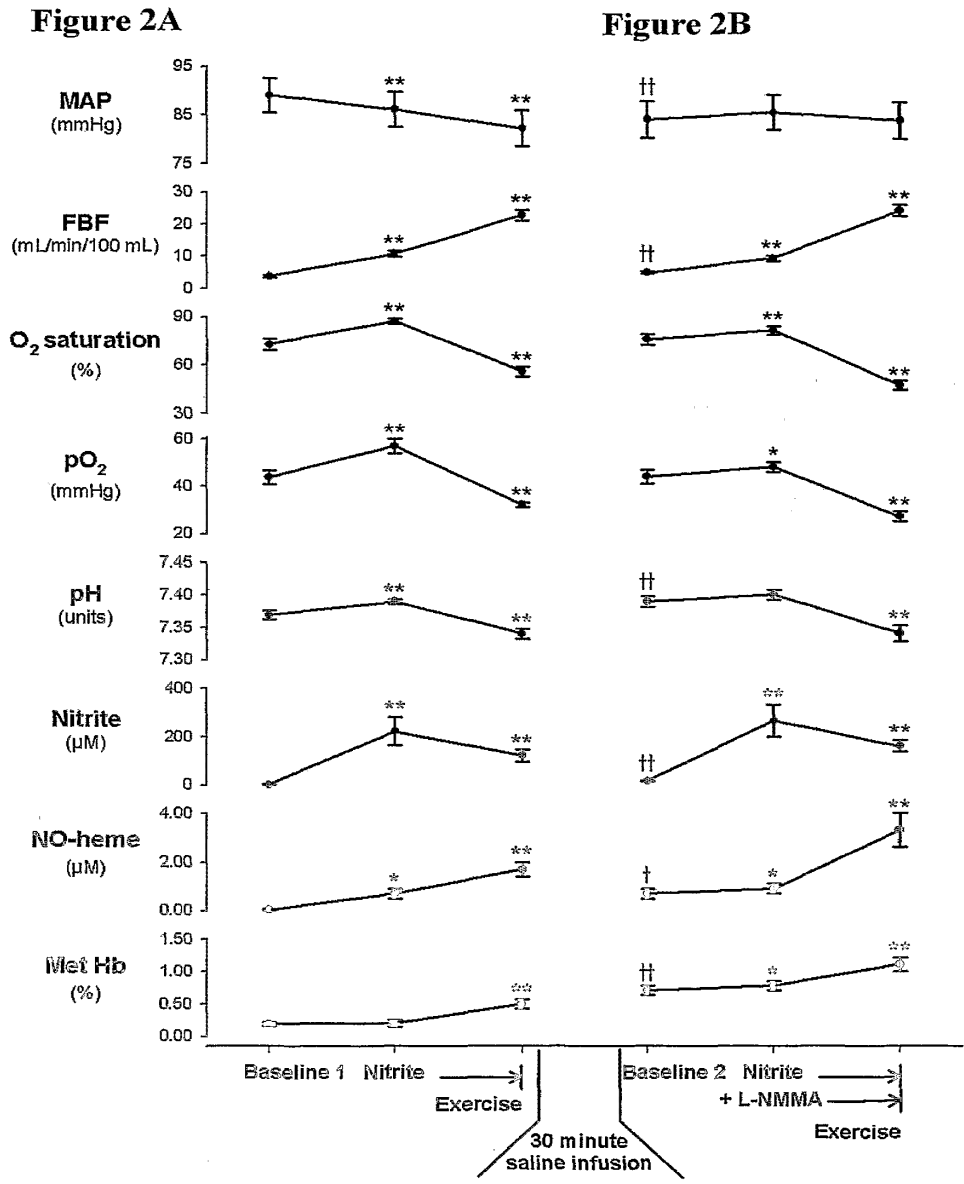 Figure 2A
Figure 2B
MAP
(mmHg)
95
85
75
**
**
††
FBF
(mL/min/100 mL)
30
20
10
0
**
**
††
**
**
O2 saturation
(%)
90
60
30
**
**
**
**
pO2
(mmHg)
60
40
20
**
**
*
**
pH
(units)
7.45
7.40
7.35
7.30
**
**
††
**
Nitrite
(µM)
400
200
0
**
**
††
**
**
NO-heme
(µM)
4.00
2.00
0.00
*
**
†
*
**
Met Hb
(%)
1.50
1.00
0.50
0.00
**
††
*
**
Baseline 1 Nitrite
Exercise
Baseline 2 Nitrite
+ L-NMMA
Exercise
30 minute
saline infusion